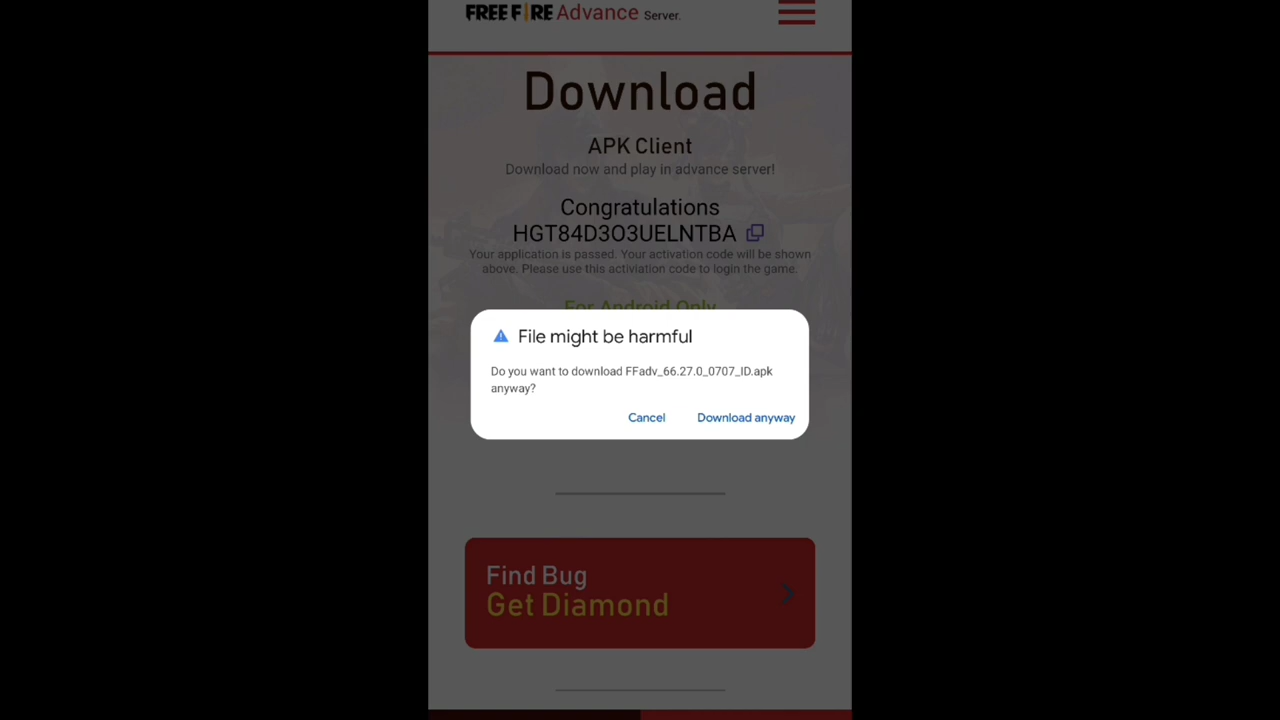 FREE FIRE Advance Server.
Download
APK Client
Download now and play in advance server!
Congratulations
HGT84D3O3UELNTBA
Your application is passed. Your activation code will be shown
above. Please use this activiation code to login the game.
For Android Only
File might be harmful
Do you want to download FFadv_66.27.0_0707_ID.apk
anyway?
Cancel Download anyway
Find Bug
Get Diamond